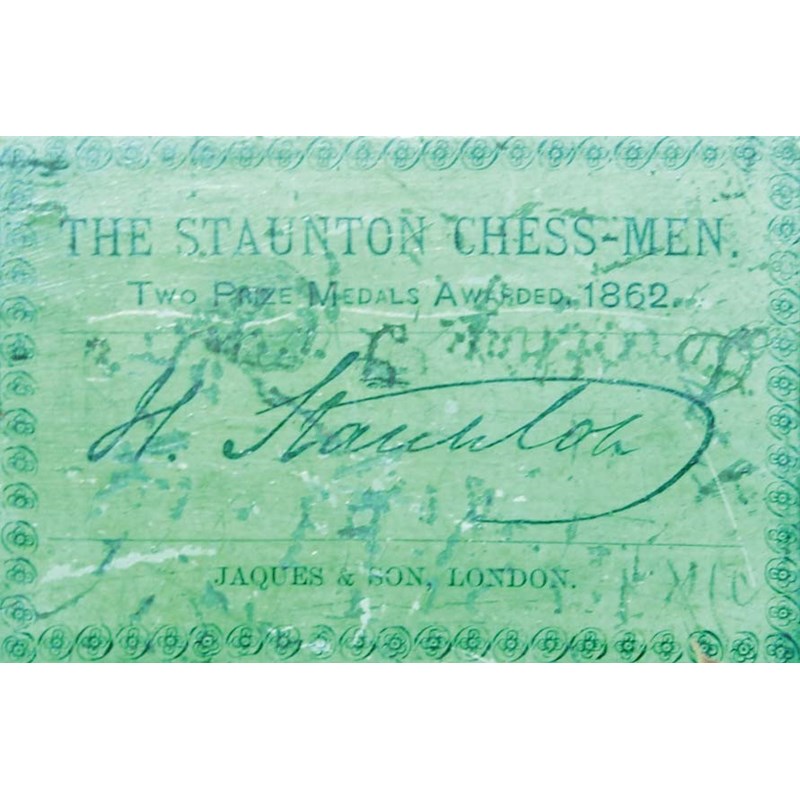 THE STAUNTON CHESS-MEN.
TWO PRIZE MEDALS AWARDED, 1862.
H. Staunton
JAQUES & SON, LONDON.